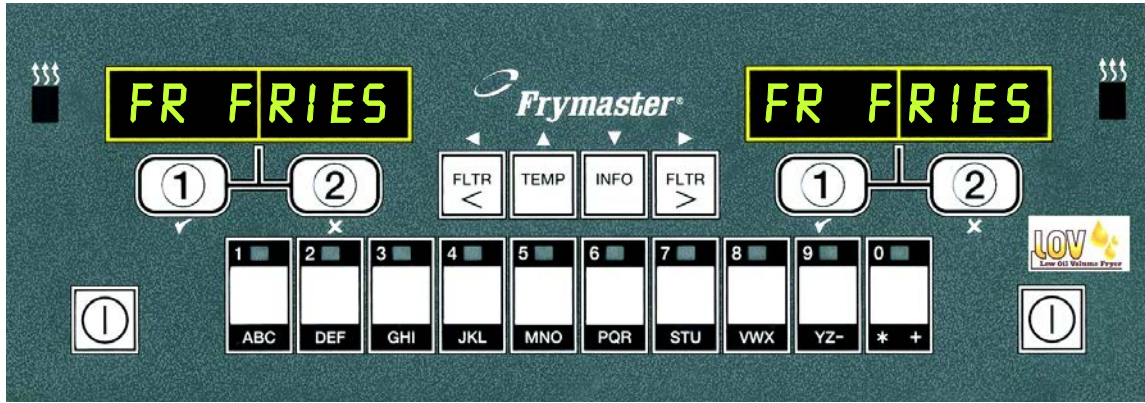 FR FRIES
FR FRIES
Frymaster®
1 2
1 2
FLTR < TEMP INFO FLTR >
LOV
Low Oil Volume Fryer
1 2 3 4 5 6 7 8 9 0
ABC DEF GHI JKL MNO PQR STU VWX YZ- * +